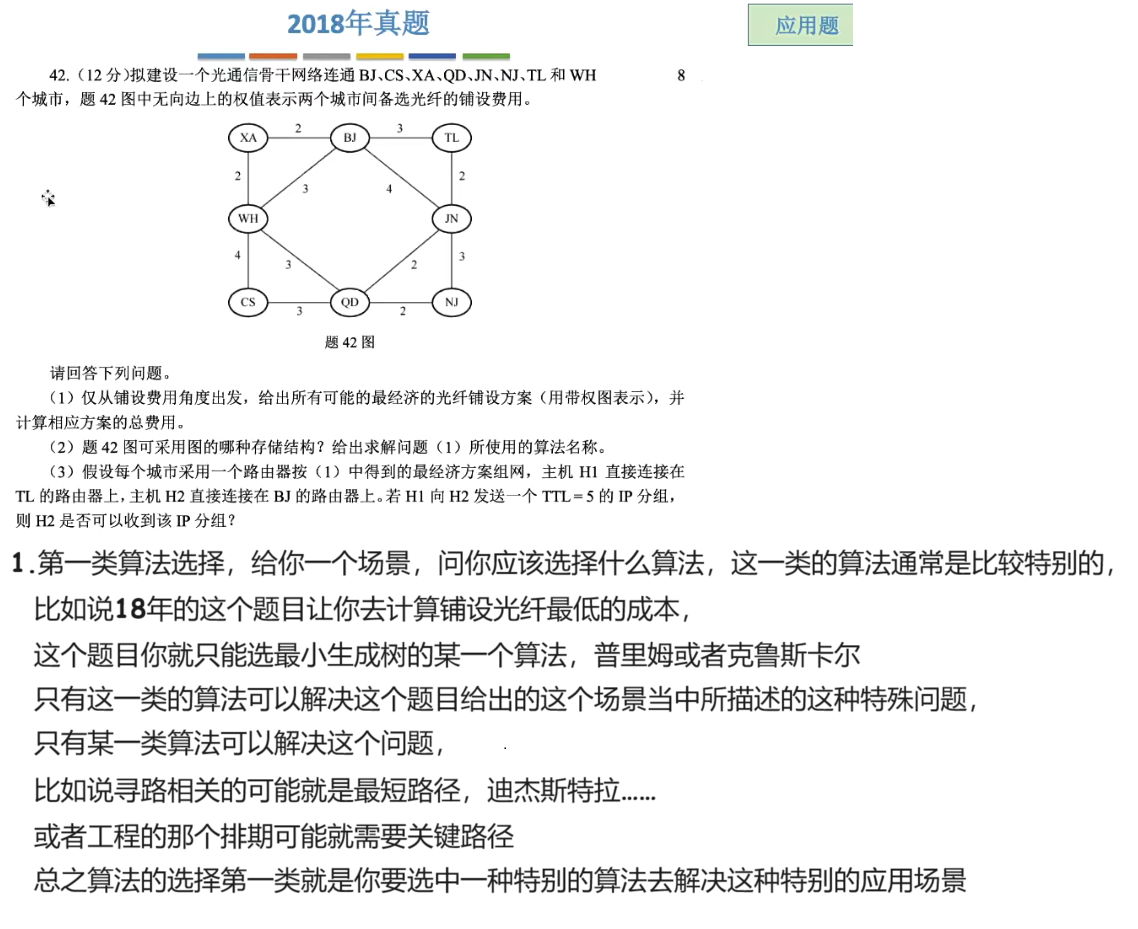 2018年真题
应用题
42.（12 分）拟建设一个光通信骨干网络连通 BJ、CS、XA、QD、JN、NJ、TL 和 WH 8
个城市，题 42 图中无向边上的权值表示两个城市间备选光纤的铺设费用。
XA 2 BJ 3 TL
2 3 4 2
WH JN
4 3 2 3
CS 3 QD 2 NJ
题 42 图
请回答下列问题。
（1）仅从铺设费用角度出发，给出所有可能的最经济的光纤铺设方案（用带权图表示），并
计算相应方案的总费用。
（2）题 42 图可采用图的哪种存储结构？给出求解问题（1）所使用的算法名称。
（3）假设每个城市采用一个路由器按（1）中得到的最经济方案组网，主机 H1 直接连接在
TL 的路由器上，主机 H2 直接连接在 BJ 的路由器上。若 H1 向 H2 发送一个 TTL = 5 的 IP 分组，
则 H2 是否可以收到该 IP 分组？
1.第一类算法选择，给你一个场景，问你应该选择什么算法，这一类的算法通常是比较特别的，
比如说18年的这个题目让你去计算铺设光纤最低的成本，
这个题目你就只能选最小生成树的某一个算法，普里姆或者克鲁斯卡尔
只有这一类的算法可以解决这个题目给出的这个场景当中所描述的这种特殊问题，
只有某一类算法可以解决这个问题，
比如说寻路相关的可能就是最短路径，迪杰斯特拉……
或者工程的那个排期可能就需要关键路径
总之算法的选择第一类就是你要选中一种特别的算法去解决这种特别的应用场景